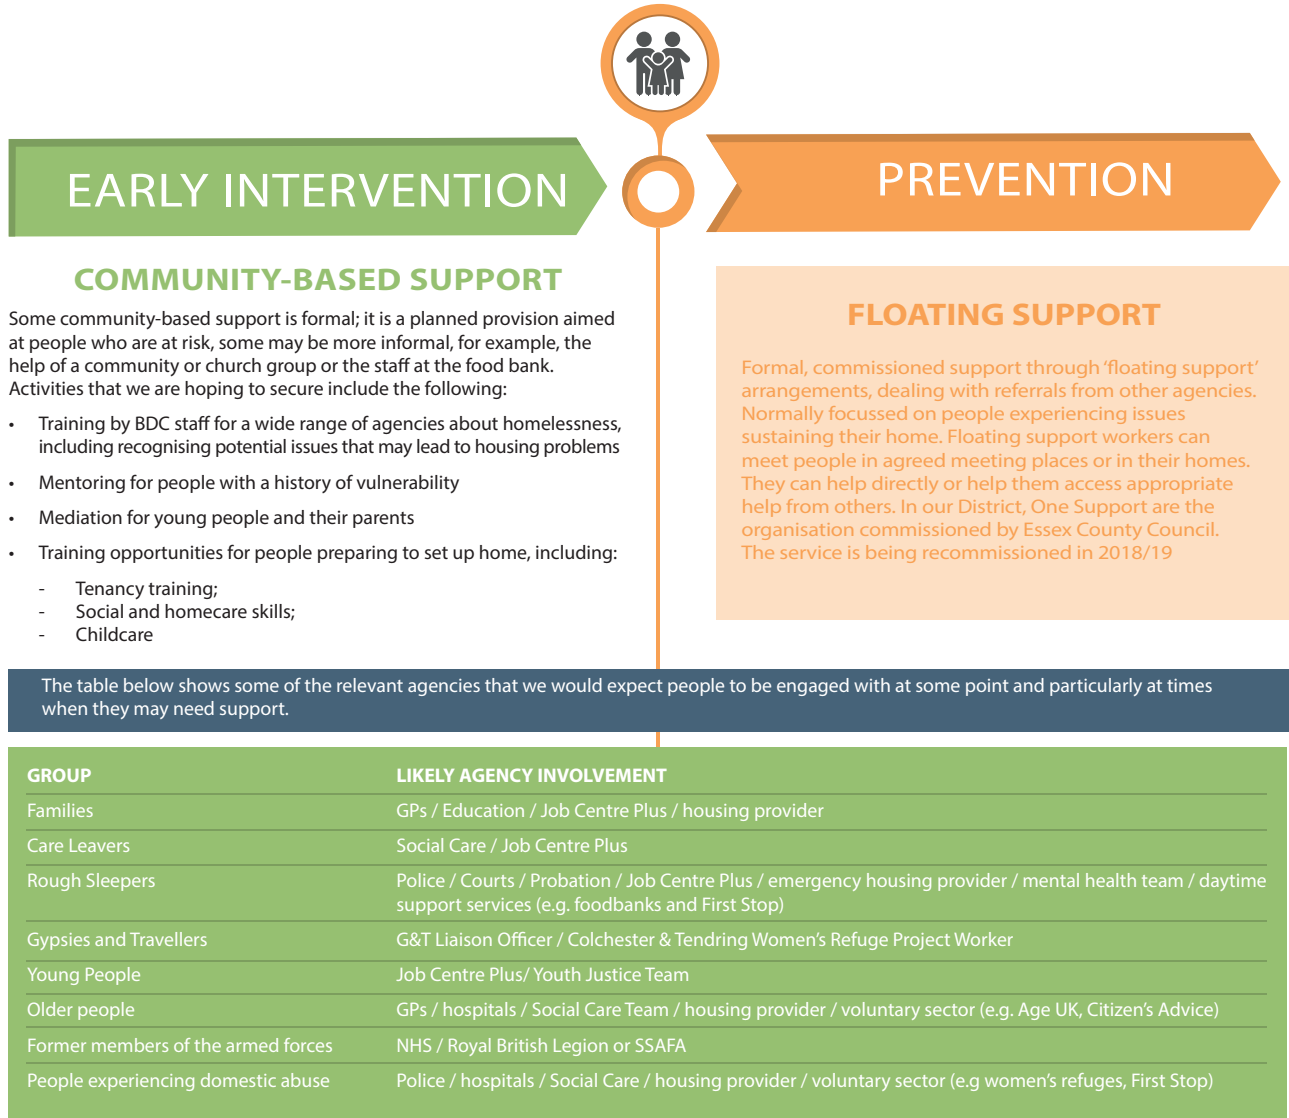 EARLY INTERVENTION
PREVENTION
COMMUNITY-BASED SUPPORT
Some community-based support is formal; it is a planned provision aimed
at people who are at risk, some may be more informal, for example, the
help of a community or church group or the staff at the food bank.
Activities that we are hoping to secure include the following:
• Training by BDC staff for a wide range of agencies about homelessness,
including recognising potential issues that may lead to housing problems
• Mentoring for people with a history of vulnerability
• Mediation for young people and their parents
• Training opportunities for people preparing to set up home, including:
- Tenancy training;
- Social and homecare skills;
- Childcare
FLOATING SUPPORT
Formal, commissioned support through ‘floating support’
arrangements, dealing with referrals from other agencies.
Normally focussed on people experiencing issues
sustaining their home. Floating support workers can
meet people in agreed meeting places or in their homes.
They can help directly or help them access appropriate
help from others. In our District, One Support are the
organisation commissioned by Essex County Council.
The service is being recommissioned in 2018/19
The table below shows some of the relevant agencies that we would expect people to be engaged with at some point and particularly at times
when they may need support.
GROUP LIKELY AGENCY INVOLVEMENT
Families GPs / Education / Job Centre Plus / housing provider
Care Leavers Social Care / Job Centre Plus
Rough Sleepers Police / Courts / Probation / Job Centre Plus / emergency housing provider / mental health team / daytime
support services (e.g. foodbanks and First Stop)
Gypsies and Travellers G&T Liaison Officer / Colchester & Tendring Women’s Refuge Project Worker
Young People Job Centre Plus/ Youth Justice Team
Older people GPs / hospitals / Social Care Team / housing provider / voluntary sector (e.g. Age UK, Citizen’s Advice)
Former members of the armed forces NHS / Royal British Legion or SSAFA
People experiencing domestic abuse Police / hospitals / Social Care / housing provider / voluntary sector (e.g women’s refuges, First Stop)